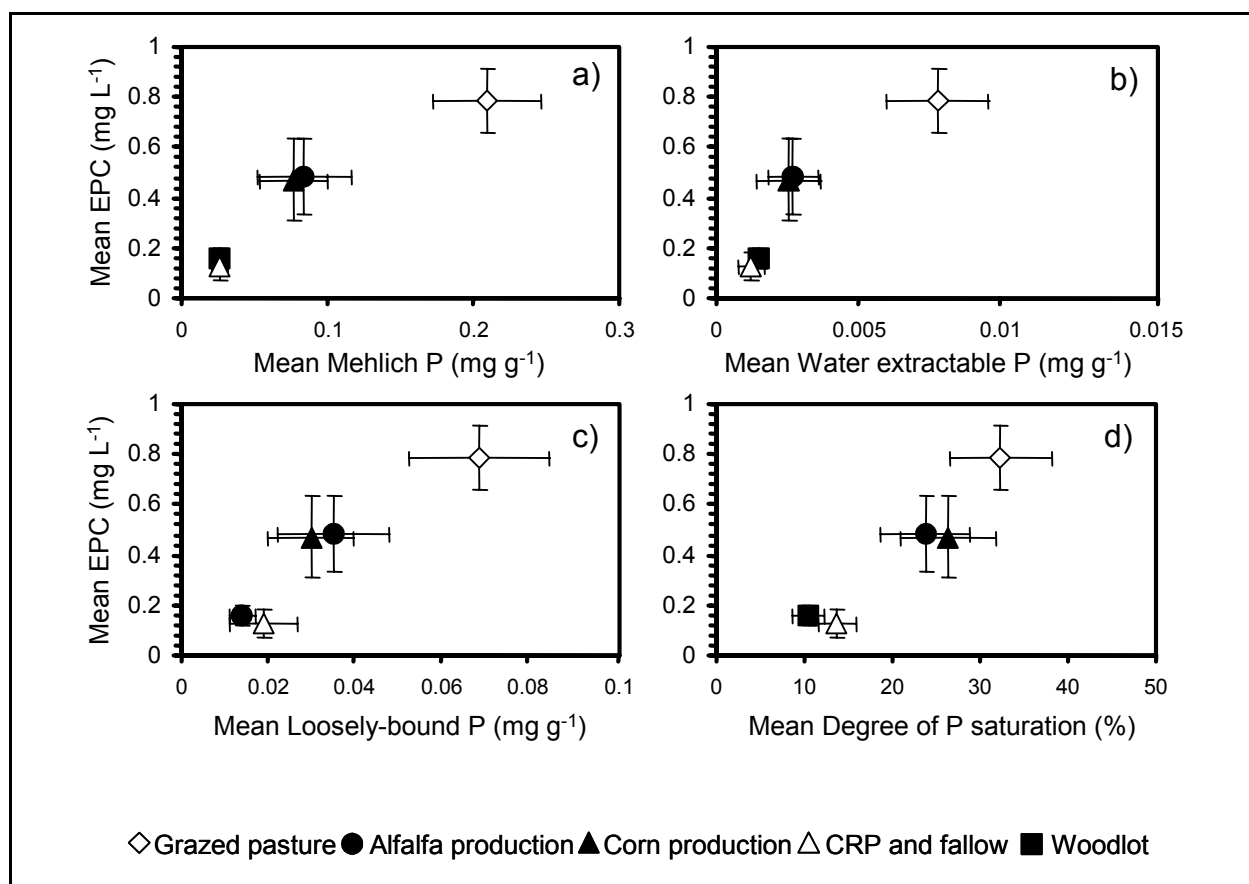 a)
1
0.8
0.6
0.4
0.2
0
Mean EPC (mg L⁻¹)
0 0.1 0.2 0.3
Mean Mehlich P (mg g⁻¹)
b)
1
0.8
0.6
0.4
0.2
0
0 0.005 0.01 0.015
Mean Water extractable P (mg g⁻¹)
c)
1
0.8
0.6
0.4
0.2
0
Mean EPC (mg L⁻¹)
0 0.02 0.04 0.06 0.08 0.1
Mean Loosely-bound P (mg g⁻¹)
d)
1
0.8
0.6
0.4
0.2
0
0 10 20 30 40 50
Mean Degree of P saturation (%)
Grazed pasture Alfalfa production Corn production CRP and fallow Woodlot